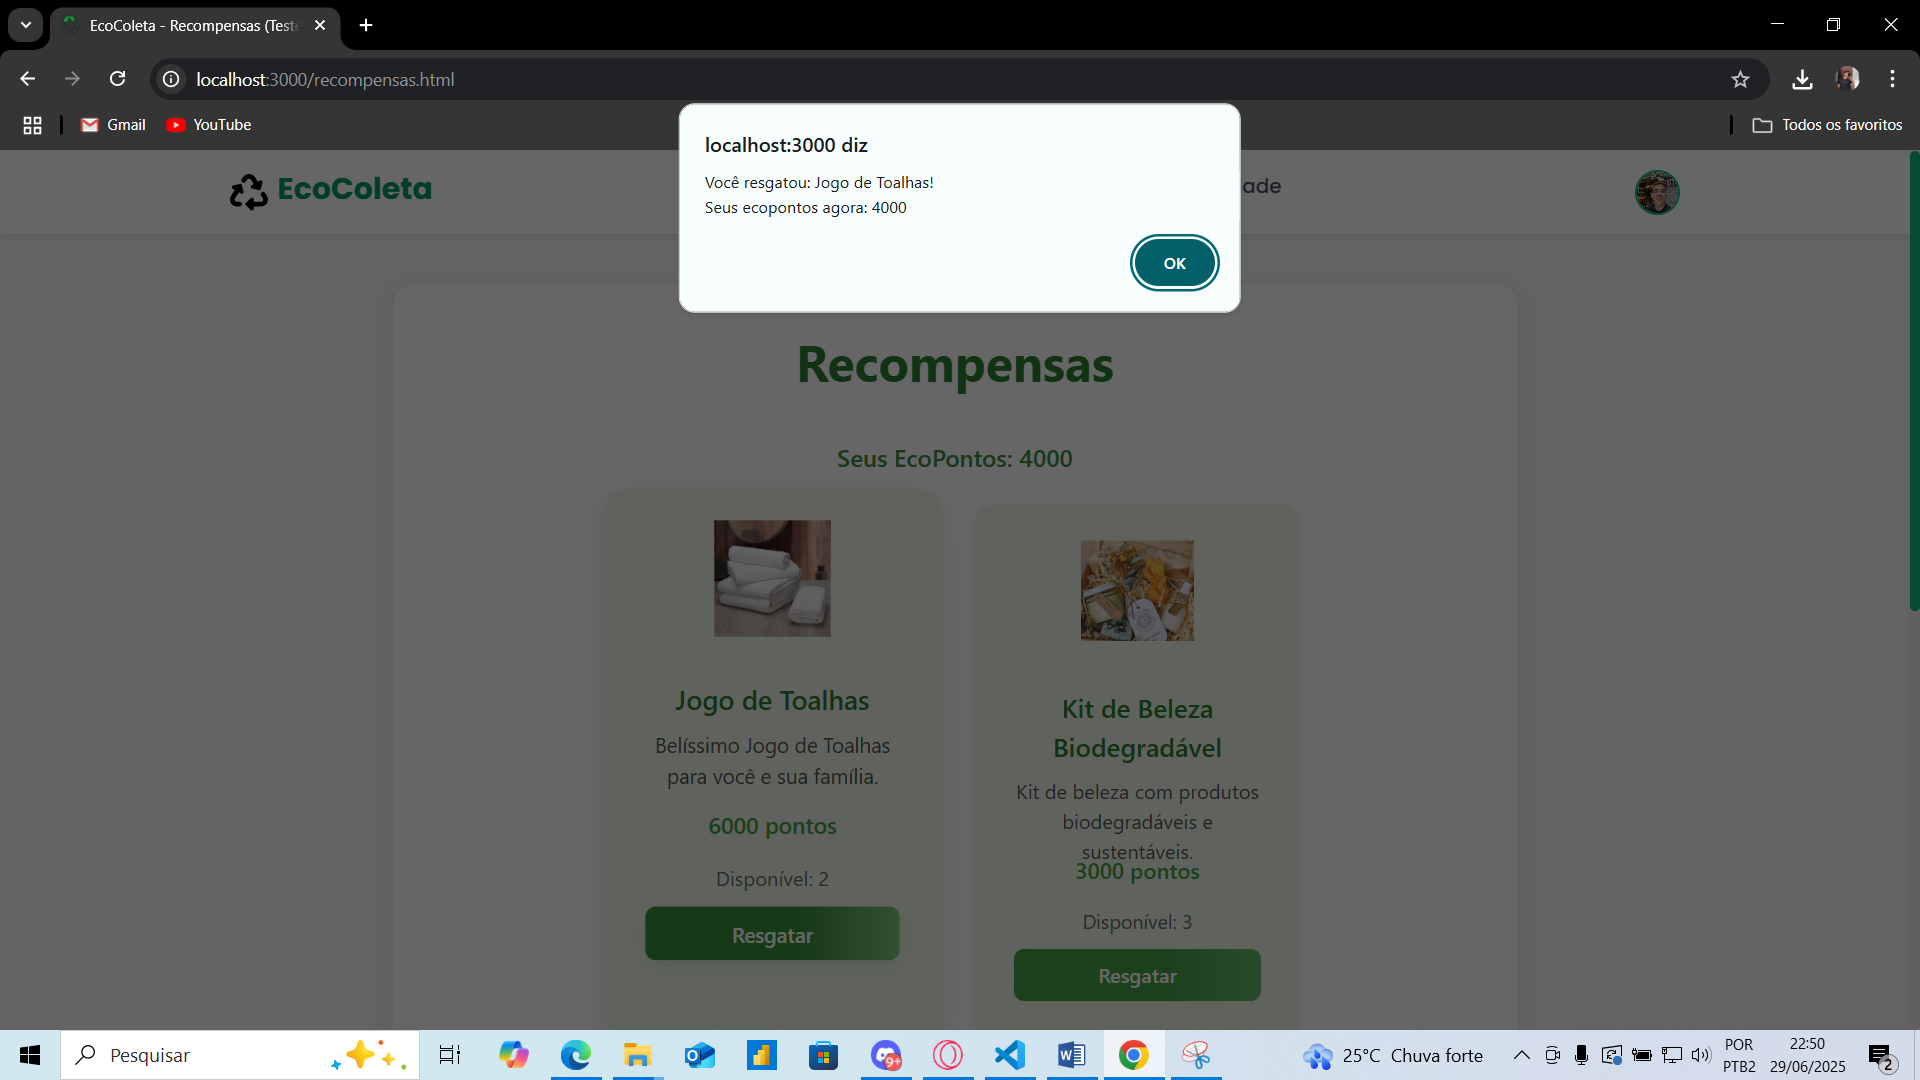 EcoColeta - Recompensas (Teste
localhost:3000/recompensas.html
Gmail
YouTube
Todos os favoritos
localhost:3000 diz
Você resgatou: Jogo de Toalhas!
Seus ecopontos agora: 4000
OK
EcoColeta
ade
Recompensas
Seus EcoPontos: 4000
Jogo de Toalhas
Belíssimo Jogo de Toalhas
para você e sua família.
6000 pontos
Disponível: 2
Resgatar
Kit de Beleza
Biodegradável
Kit de beleza com produtos
biodegradáveis e
sustentáveis.
3000 pontos
Disponível: 3
Resgatar
Pesquisar
9+
25°C Chuva forte
POR
PTB2
22:50
29/06/2025
2